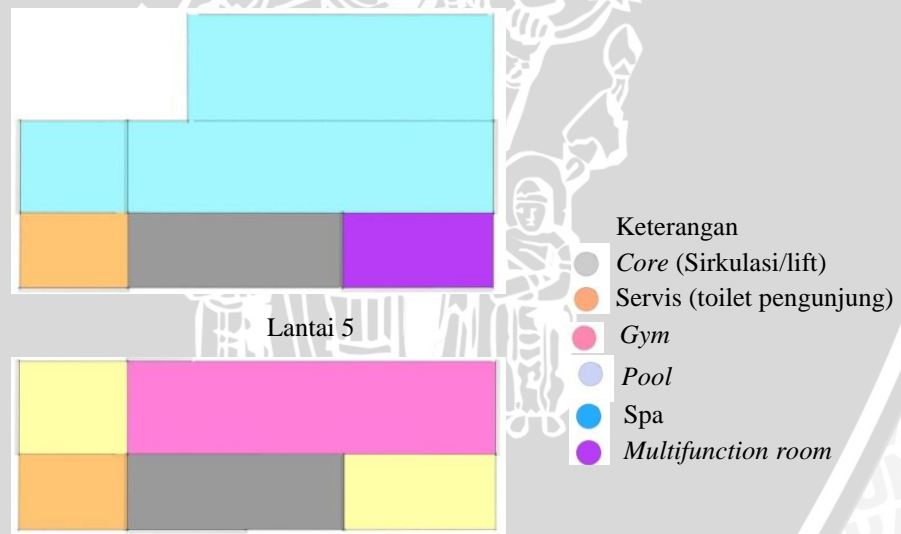 Keterangan
Core (Sirkulasi/lift)
Servis (toilet pengunjung)
Lantai 5
Gym
Pool
Spa
Multifunction room